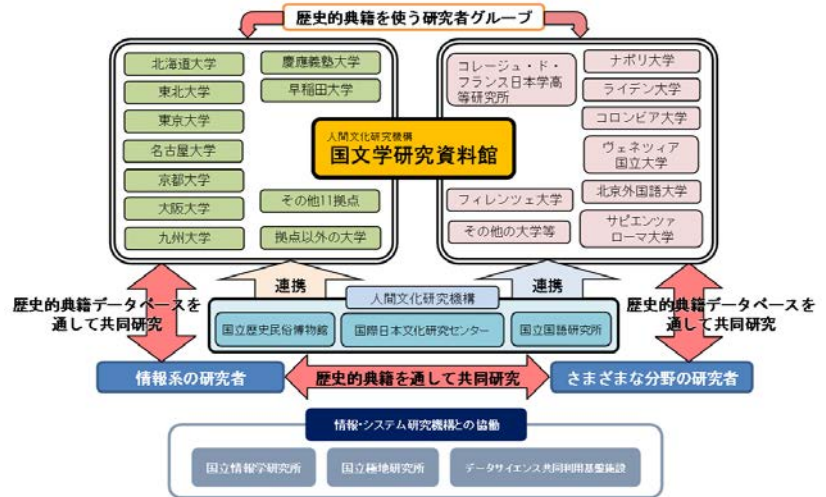 歴史的典籍を使う研究者グループ
北海道大学
東北大学
東京大学
名古屋大学
京都大学
大阪大学
九州大学
慶應義塾大学
早稲田大学
その他11拠点
拠点以外の大学
人間文化研究機構
国文学研究資料館
コレージュ・ド・
フランス日本学高
等研究所
フィレンツェ大学
その他の大学等
ナポリ大学
ライデン大学
コロンビア大学
ヴェネツィア
国立大学
北京外国語大学
サピエンツァ
ローマ大学
歴史的典籍データベースを
通して共同研究
連携
連携
歴史的典籍データベースを
通して共同研究
人間文化研究機構
国立歴史民俗博物館
国際日本文化研究センター
国立国語研究所
情報系の研究者
歴史的典籍を通して共同研究
さまざまな分野の研究者
情報・システム研究機構との協働
国立情報学研究所
国立極地研究所
データサイエンス共同利用基盤施設